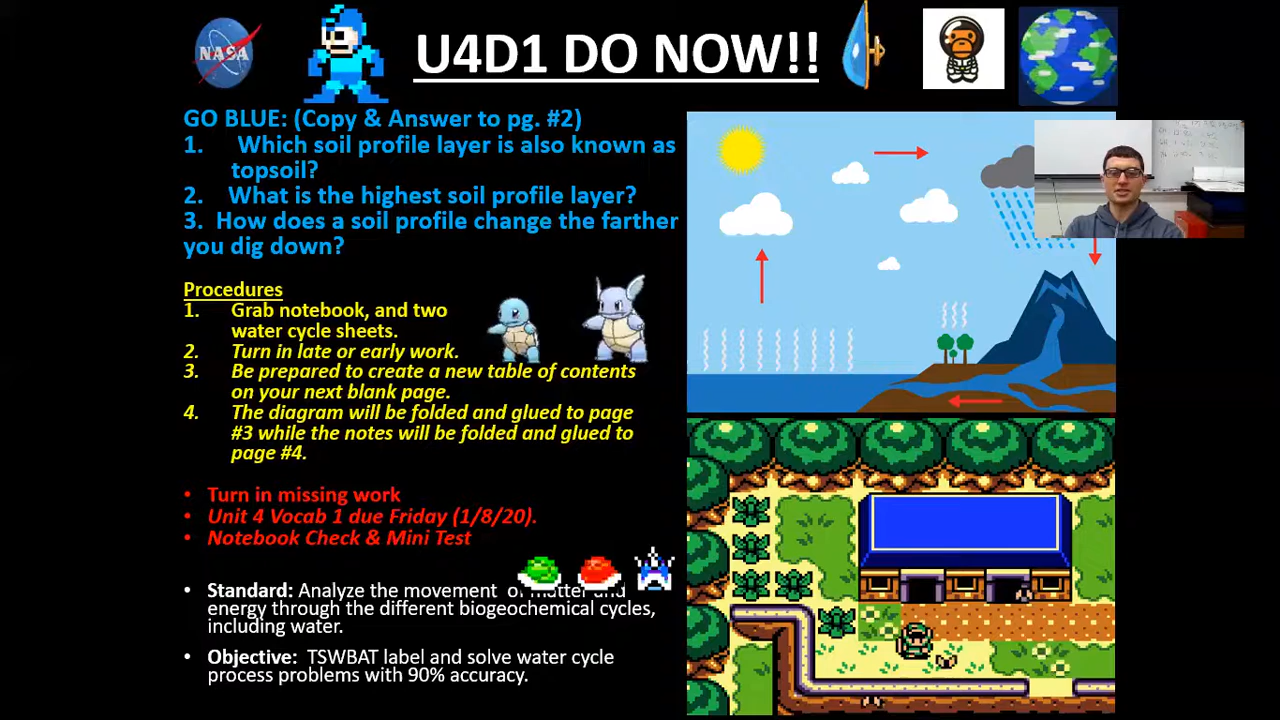 NASA
U4D1 DO NOW!!
GO BLUE: (Copy & Answer to pg. #2)
1. Which soil profile layer is also known as
topsoil?
2. What is the highest soil profile layer?
3. How does a soil profile change the farther
you dig down?
Procedures
1. Grab notebook, and two
water cycle sheets.
2. Turn in late or early work.
3. Be prepared to create a new table of contents
on your next blank page.
4. The diagram will be folded and glued to page
#3 while the notes will be folded and glued to
page #4.
• Turn in missing work
• Unit 4 Vocab 1 due Friday (1/8/20).
• Notebook Check & Mini Test
• Standard: Analyze the movement of matter and
energy through the different biogeochemical cycles,
including water.
• Objective: TSWBAT label and solve water cycle
process problems with 90% accuracy.